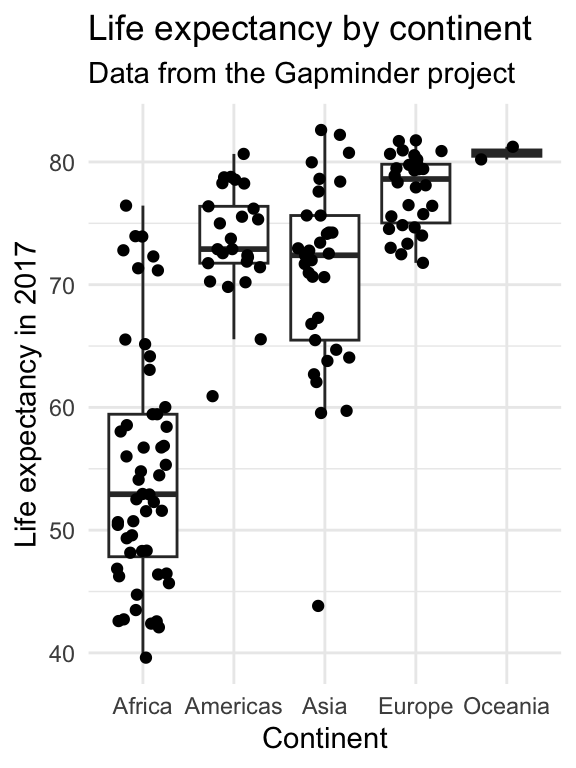 Life expectancy by continent
Data from the Gapminder project
Life expectancy in 2017
80
70
60
50
40
Africa Americas Asia Europe Oceania
Continent